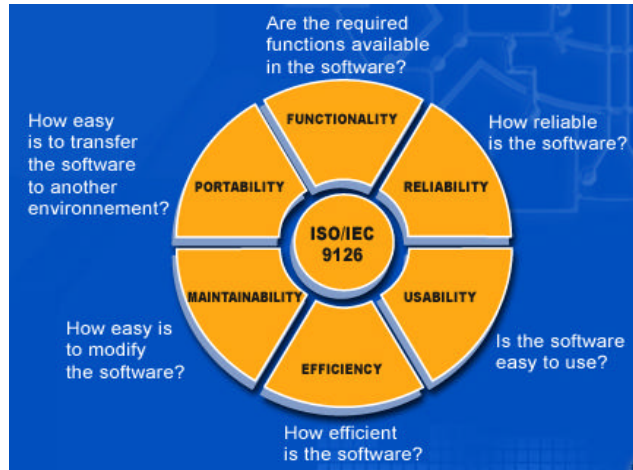 Are the required
functions available
in the software?
FUNCTIONALITY
How reliable
is the software?
RELIABILITY
USABILITY
Is the software
easy to use?
EFFICIENCY
How efficient
is the software?
MAINTAINABILITY
How easy is
to modify
the software?
PORTABILITY
How easy
is to transfer
the software
to another
environnement?
ISO/IEC
9126